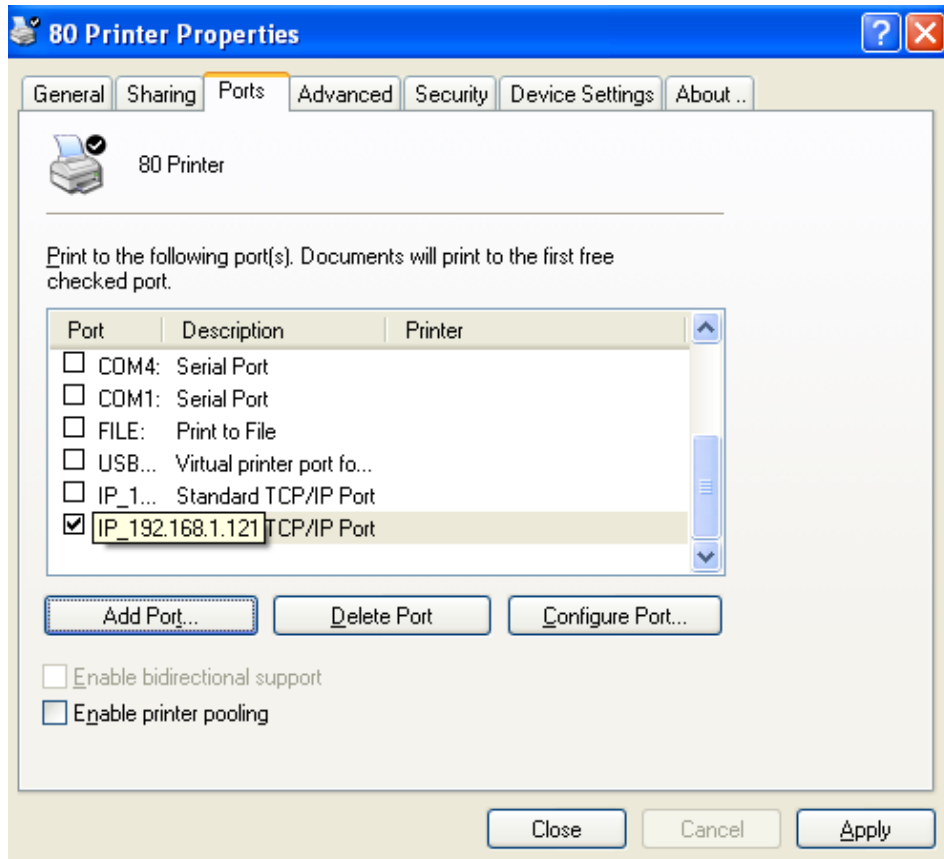 80 Printer Properties
General Sharing Ports Advanced Security Device Settings About ..
80 Printer
Print to the following port(s). Documents will print to the first free
checked port.
Port Description Printer
COM4: Serial Port
COM1: Serial Port
FILE: Print to File
USB... Virtual printer port fo...
IP_1... Standard TCP/IP Port
IP_192.168.1.121 TCP/IP Port
Add Port... Delete Port Configure Port...
Enable bidirectional support
Enable printer pooling
Close Cancel Apply